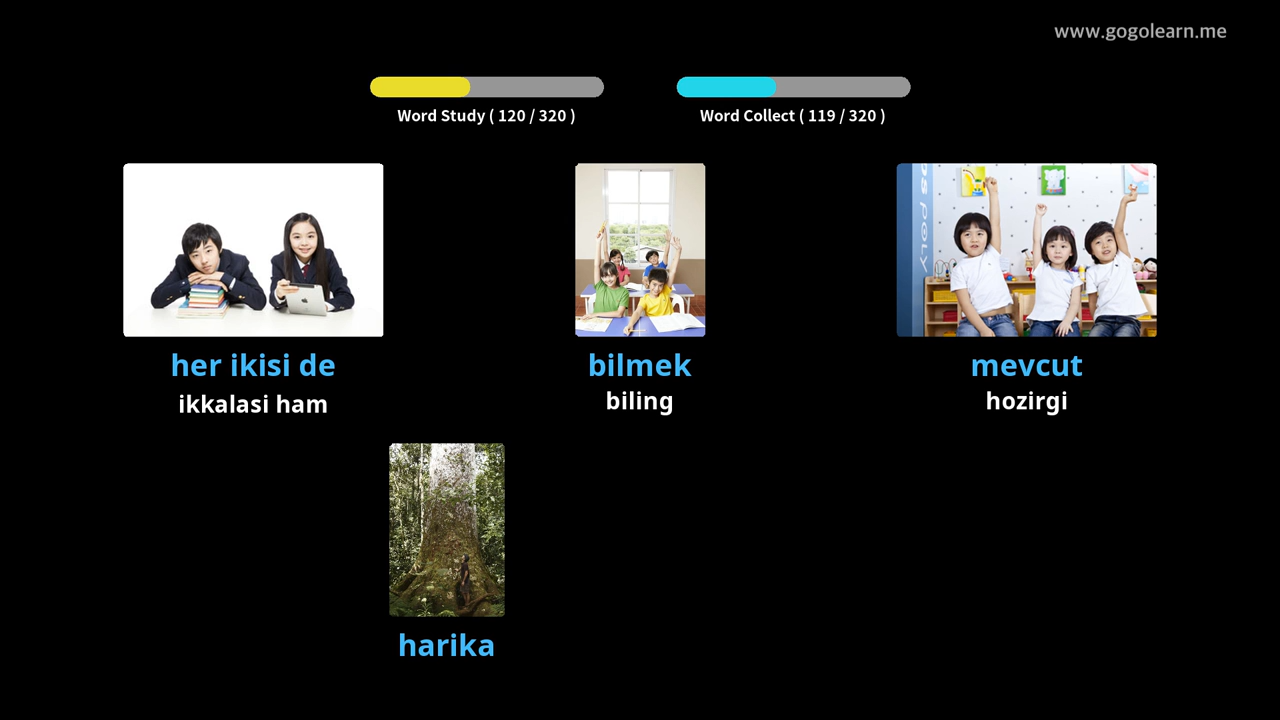 www.gogolearn.me
Word Study ( 120 / 320 )
Word Collect ( 119 / 320 )
her ikisi de
ikkalasi ham
bilmek
biling
mevcut
hozirgi
harika